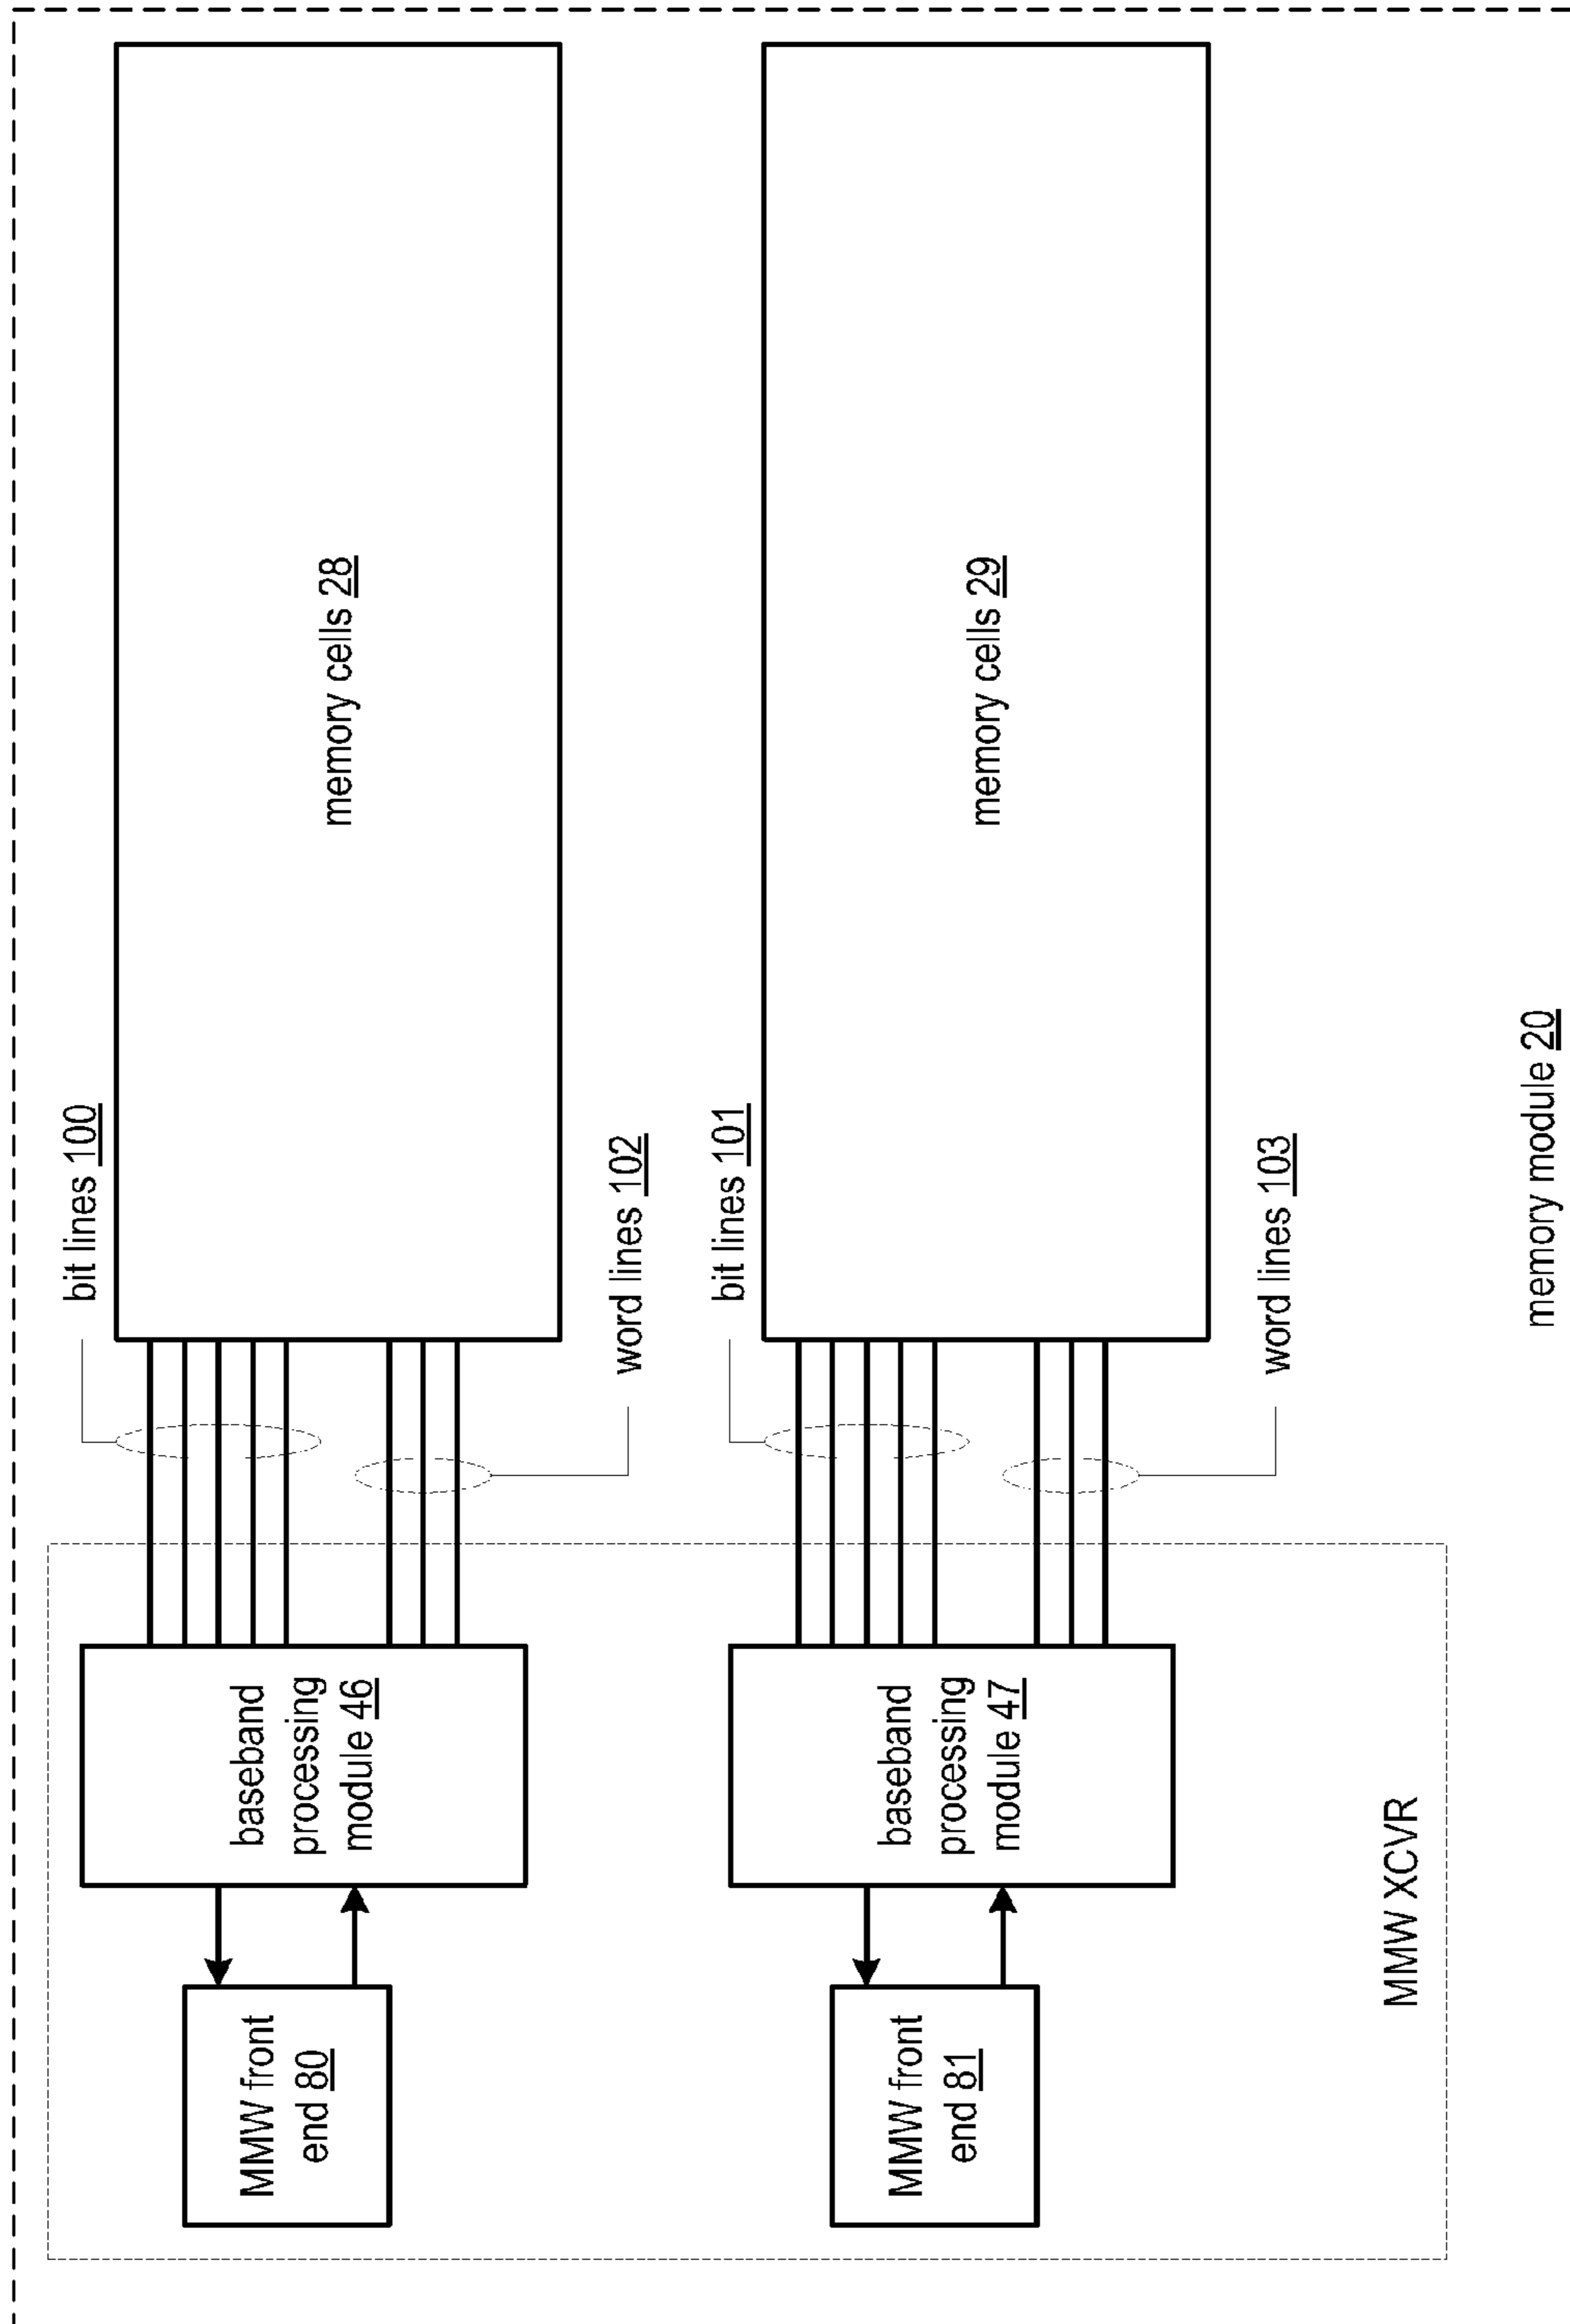 bit lines 100
memory cells 28
word lines 102
baseband
processing
module 46
MMW front
end 80
bit lines 101
memory cells 29
word lines 103
baseband
processing
module 47
MMW front
end 81
MMW XCVR
memory module 20